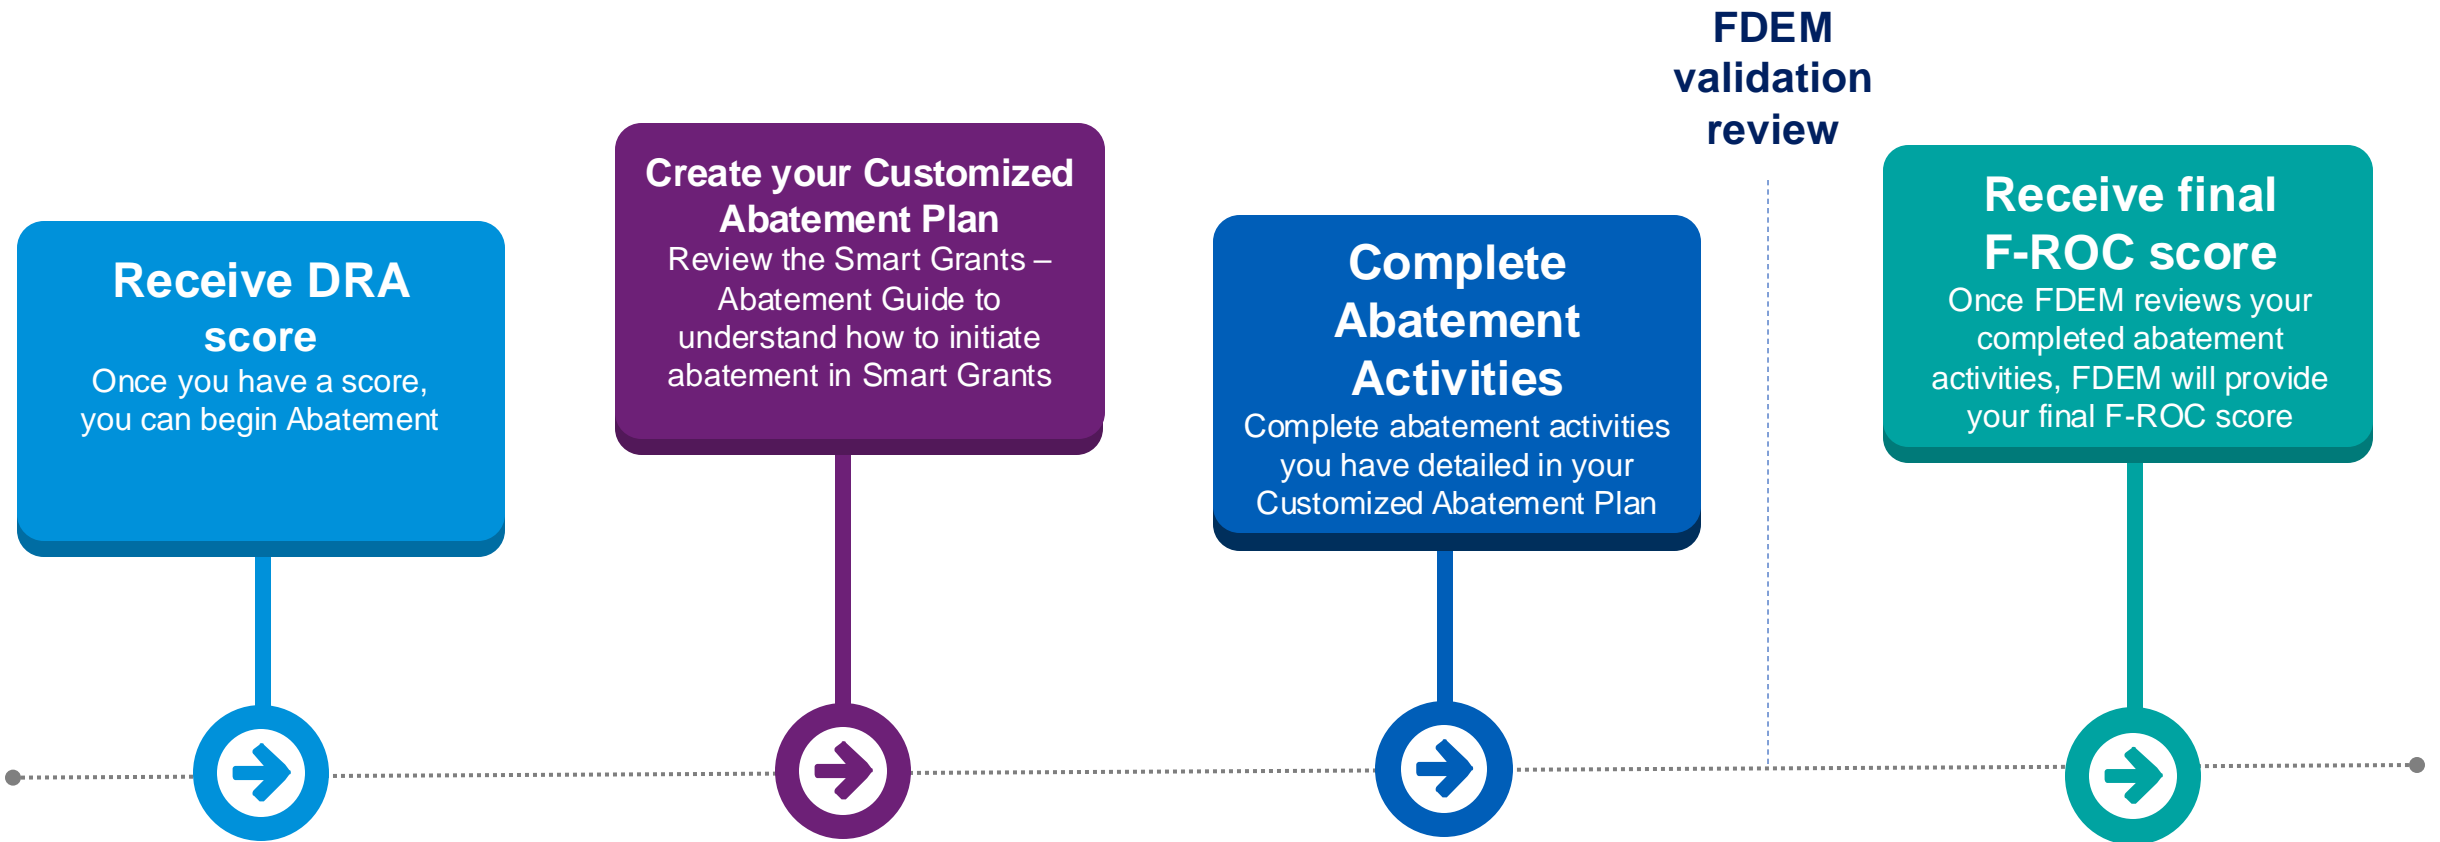 Receive DRA
score
Once you have a score,
you can begin Abatement
Create your Customized
Abatement Plan
Review the Smart Grants –
Abatement Guide to
understand how to initiate
abatement in Smart Grants
Complete
Abatement
Activities
Complete abatement activities
you have detailed in your
Customized Abatement Plan
FDEM
validation
review
Receive final
F-ROC score
Once FDEM reviews your
completed abatement
activities, FDEM will provide
your final F-ROC score